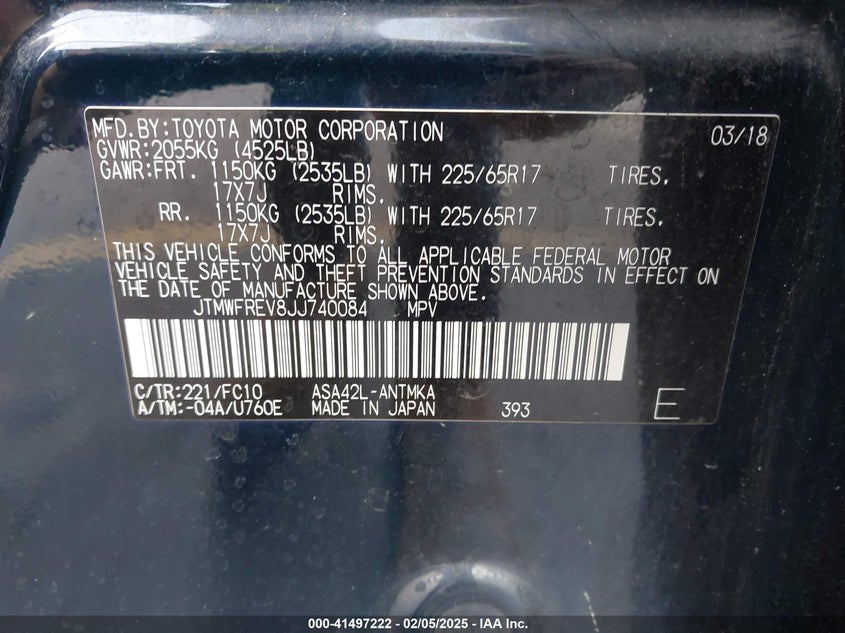 MFD.BY:TOYOTA MOTOR CORPORATION 03/18
GVWR:2055KG (4525LB)
GAWR:FRT. 1150KG (2535LB) WITH 225/65R17 TIRES.
17X7J RIMS.
RR. 1150KG (2535LB) WITH 225/65R17 TIRES.
17X7J RIMS.
THIS VEHICLE CONFORMS TO ALL APPLICABLE FEDERAL MOTOR
VEHICLE SAFETY AND THEFT PREVENTION STANDARDS IN EFFECT ON
THE DATE OF MANUFACTURE SHOWN ABOVE.
JTMWFREV8JJ740084 MPV
C/TR:221/FC10 ASA42L-ANTMKA
A/TM:-04A/U760E MADE IN JAPAN 393 E
000-41497222 - 02/05/2025 - IAA Inc.